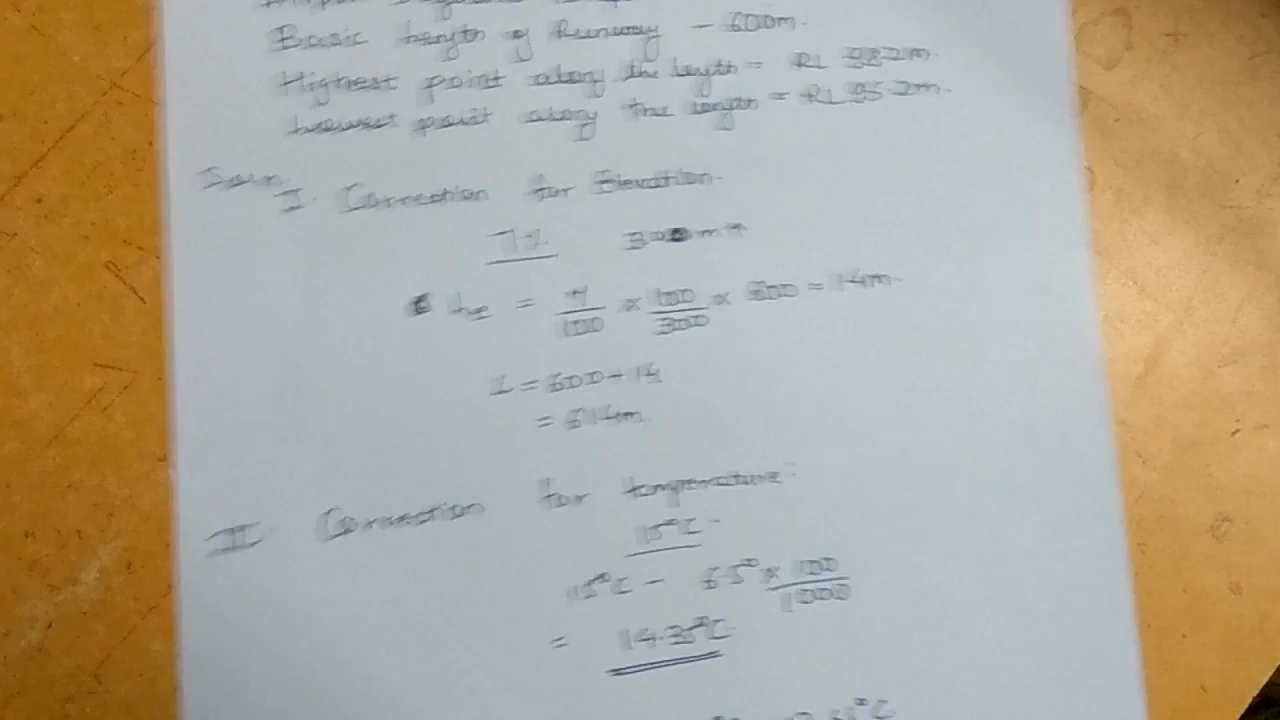 Basic Length of Runway - 600m.
Highest point along the length = RL 98.2m.
Lowest point along the length = RL 95.2m.
Soln.
I. Correction for Elevation.
7% 300m
he = 7/100 × 100/300 × 600 = 14m.
L = 600 + 14
= 614m
II Correction for temperature:
15°C
15°C - 6.5° × 100/1000
= 14.35°C